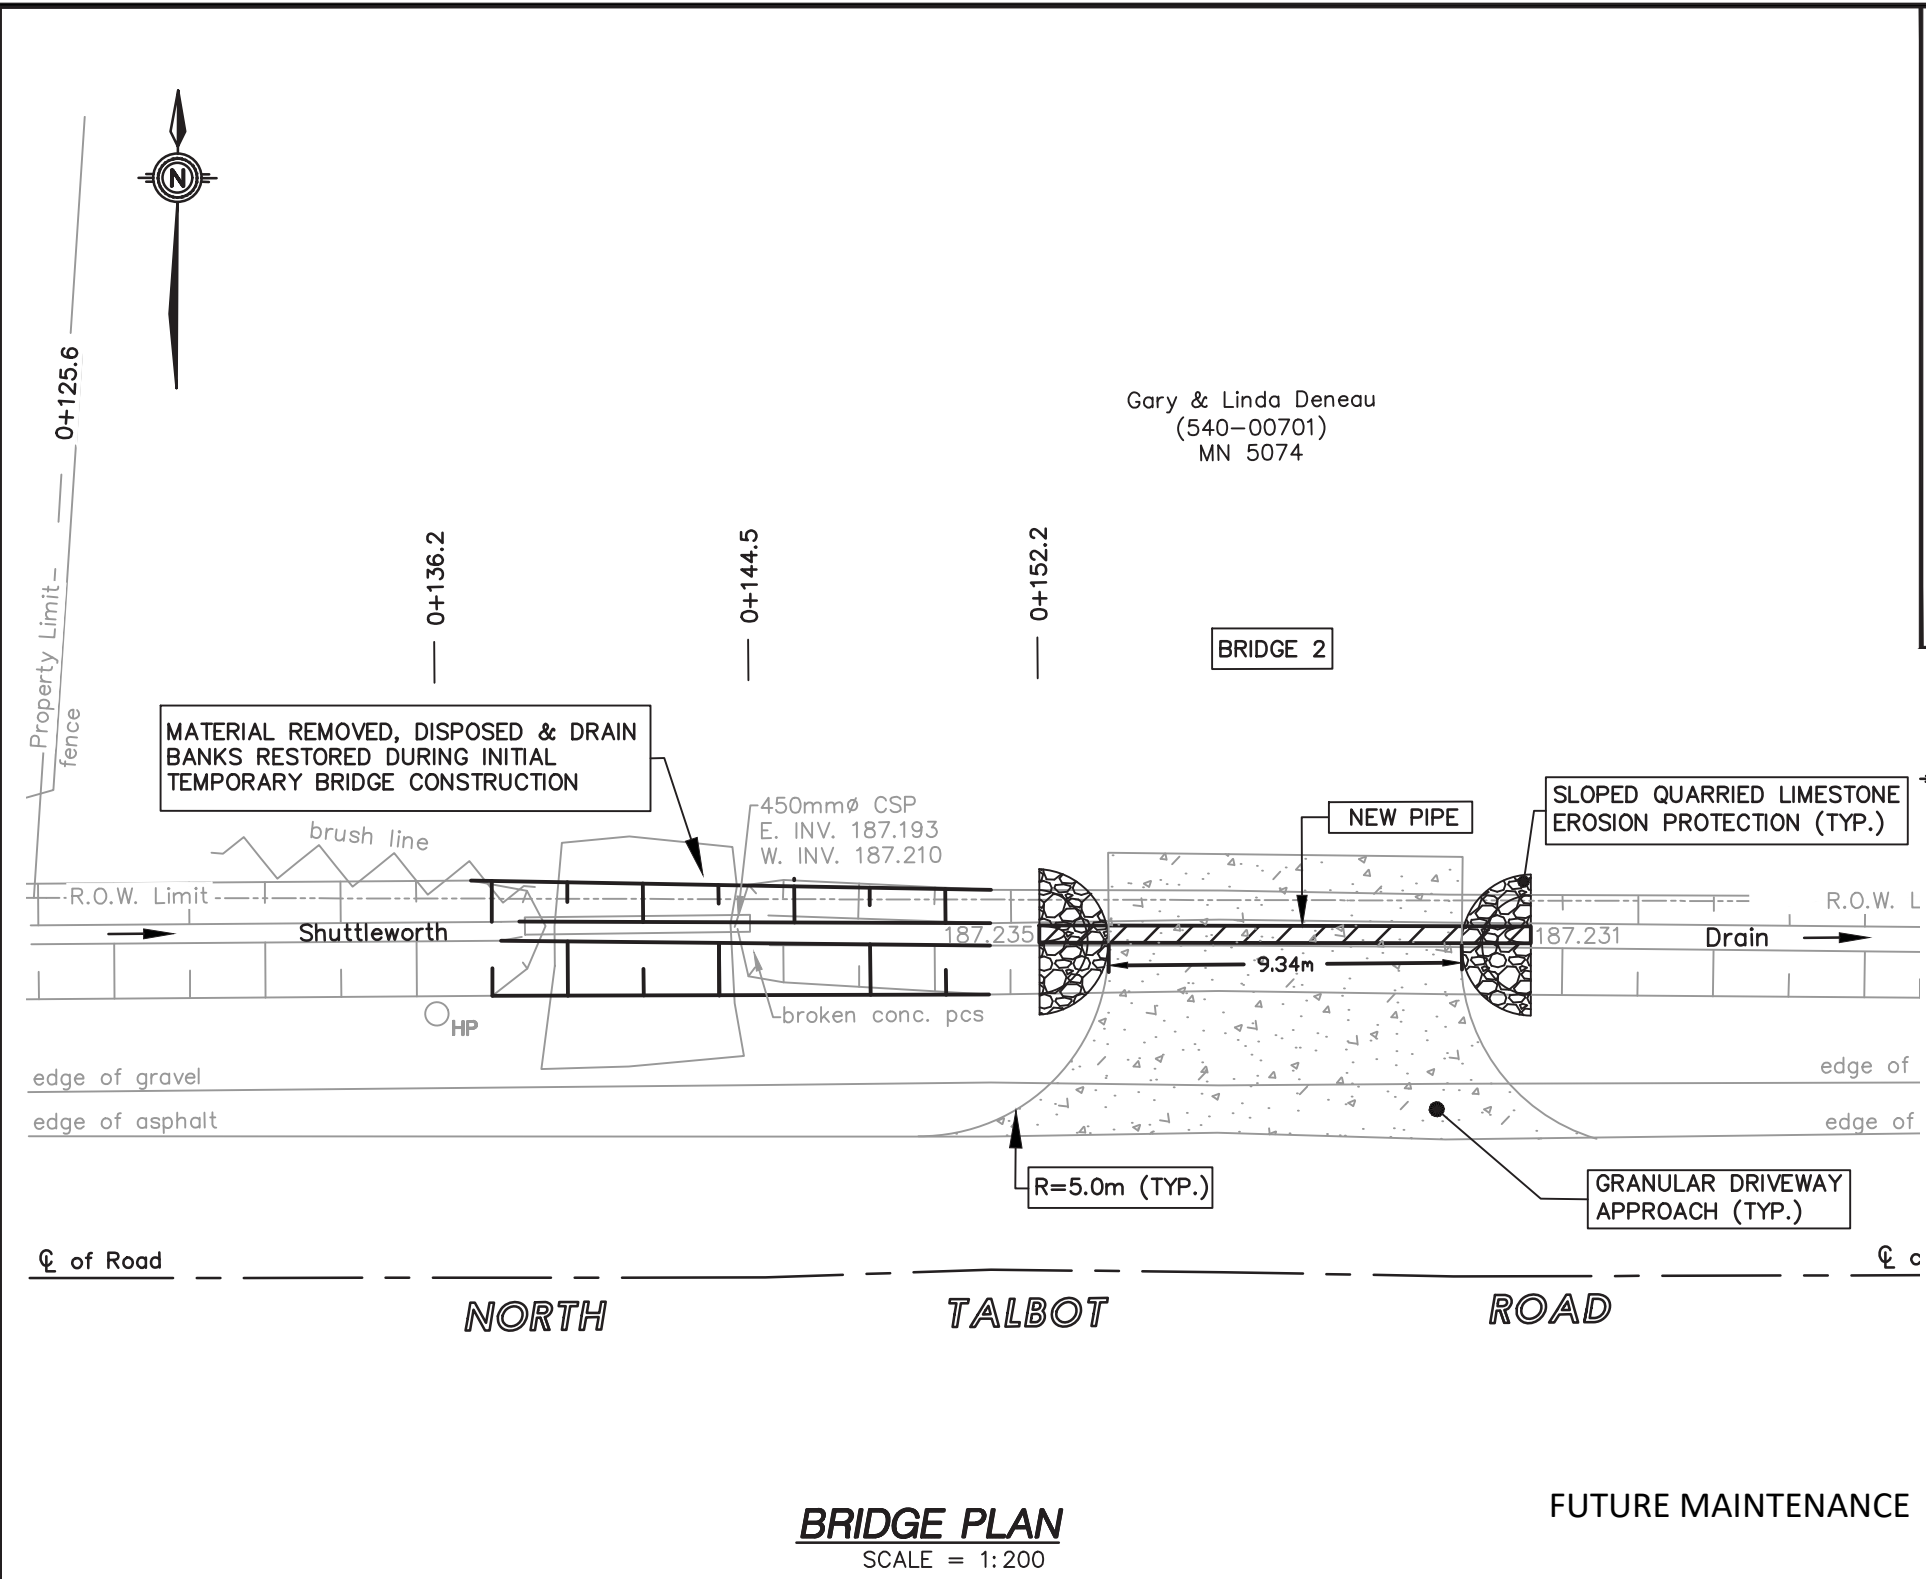 N
0+125.6
Gary & Linda Deneau
(540-00701)
MN 5074
0+136.2
0+144.5
0+152.2
BRIDGE 2
Property Limit
fence
MATERIAL REMOVED, DISPOSED & DRAIN
BANKS RESTORED DURING INITIAL
TEMPORARY BRIDGE CONSTRUCTION
450mmø CSP
E. INV. 187.193
W. INV. 187.210
NEW PIPE
SLOPED QUARRIED LIMESTONE
EROSION PROTECTION (TYP.)
brush line
R.O.W. Limit
R.O.W. L
Shuttleworth
187.235
187.231
Drain
9.34m
HP
broken conc. pcs
edge of gravel
edge of
edge of asphalt
edge of
R=5.0m (TYP.)
GRANULAR DRIVEWAY
APPROACH (TYP.)
℄ of Road
℄ o
NORTH TALBOT ROAD
FUTURE MAINTENANCE
BRIDGE PLAN
SCALE = 1:200